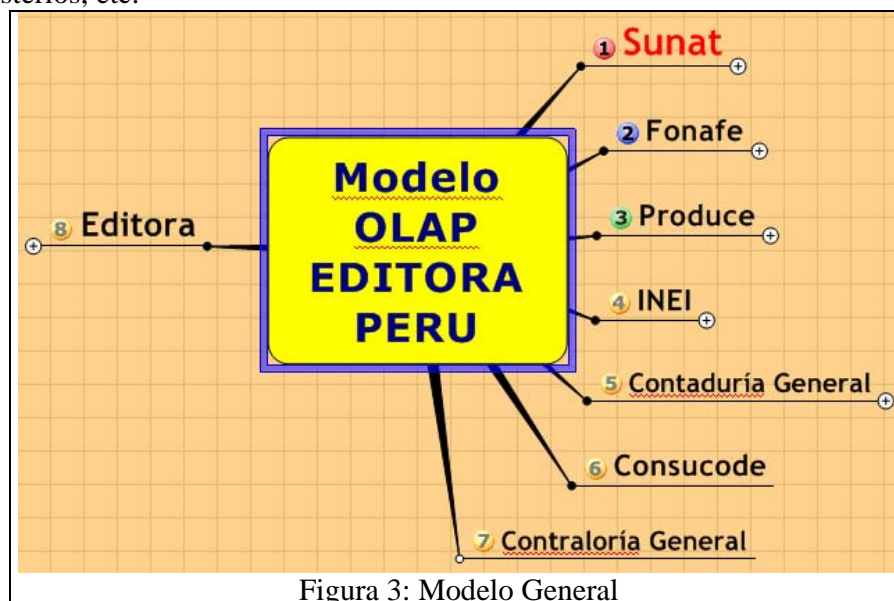 etc.
1 Sunat
2 Fonafe
3 Produce
4 INEI
5 Contaduría General
6 Consucode
7 Contraloría General
8 Editora
Modelo
OLAP
EDITORA
PERU
Figura 3: Modelo General